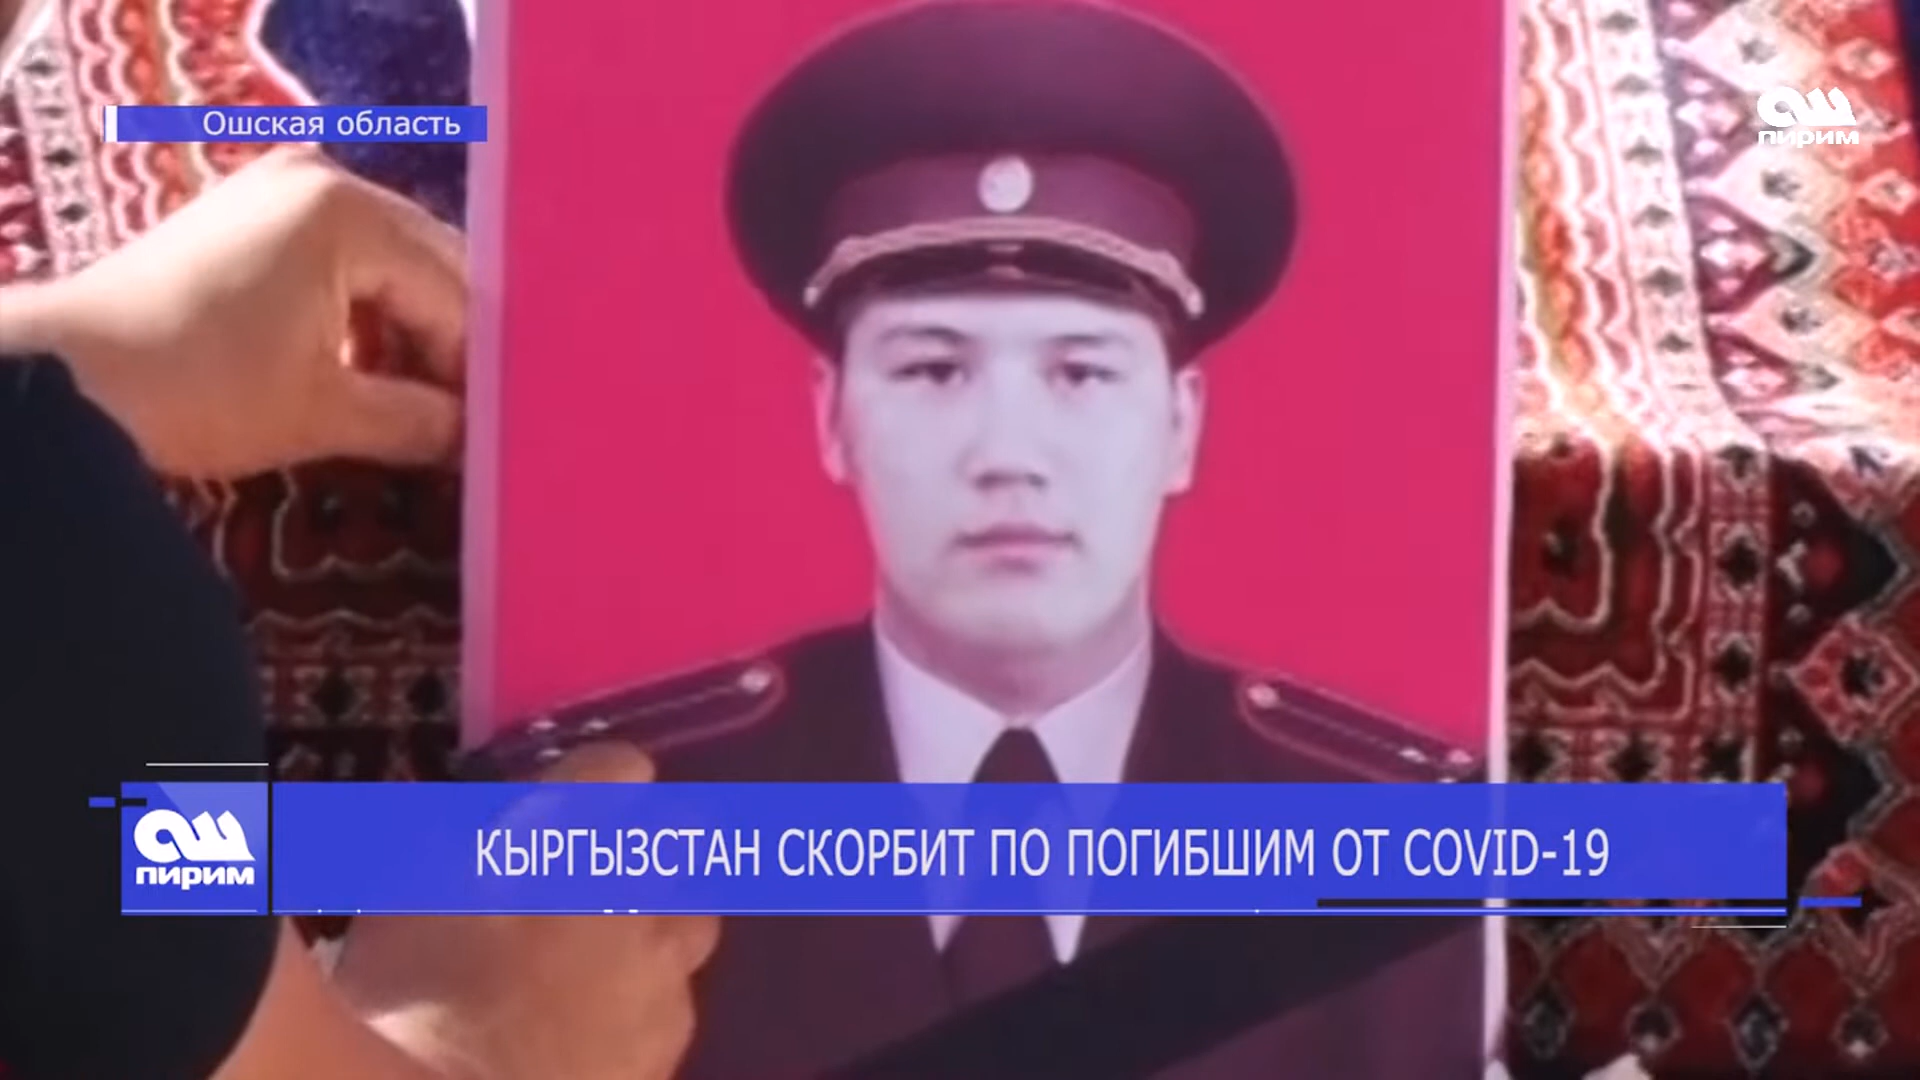 Ошская область
ОШ
ПИРИМ
ОШ
ПИРИМ
КЫРГЫЗСТАН СКОРБИТ ПО ПОГИБШИМ ОТ COVID-19